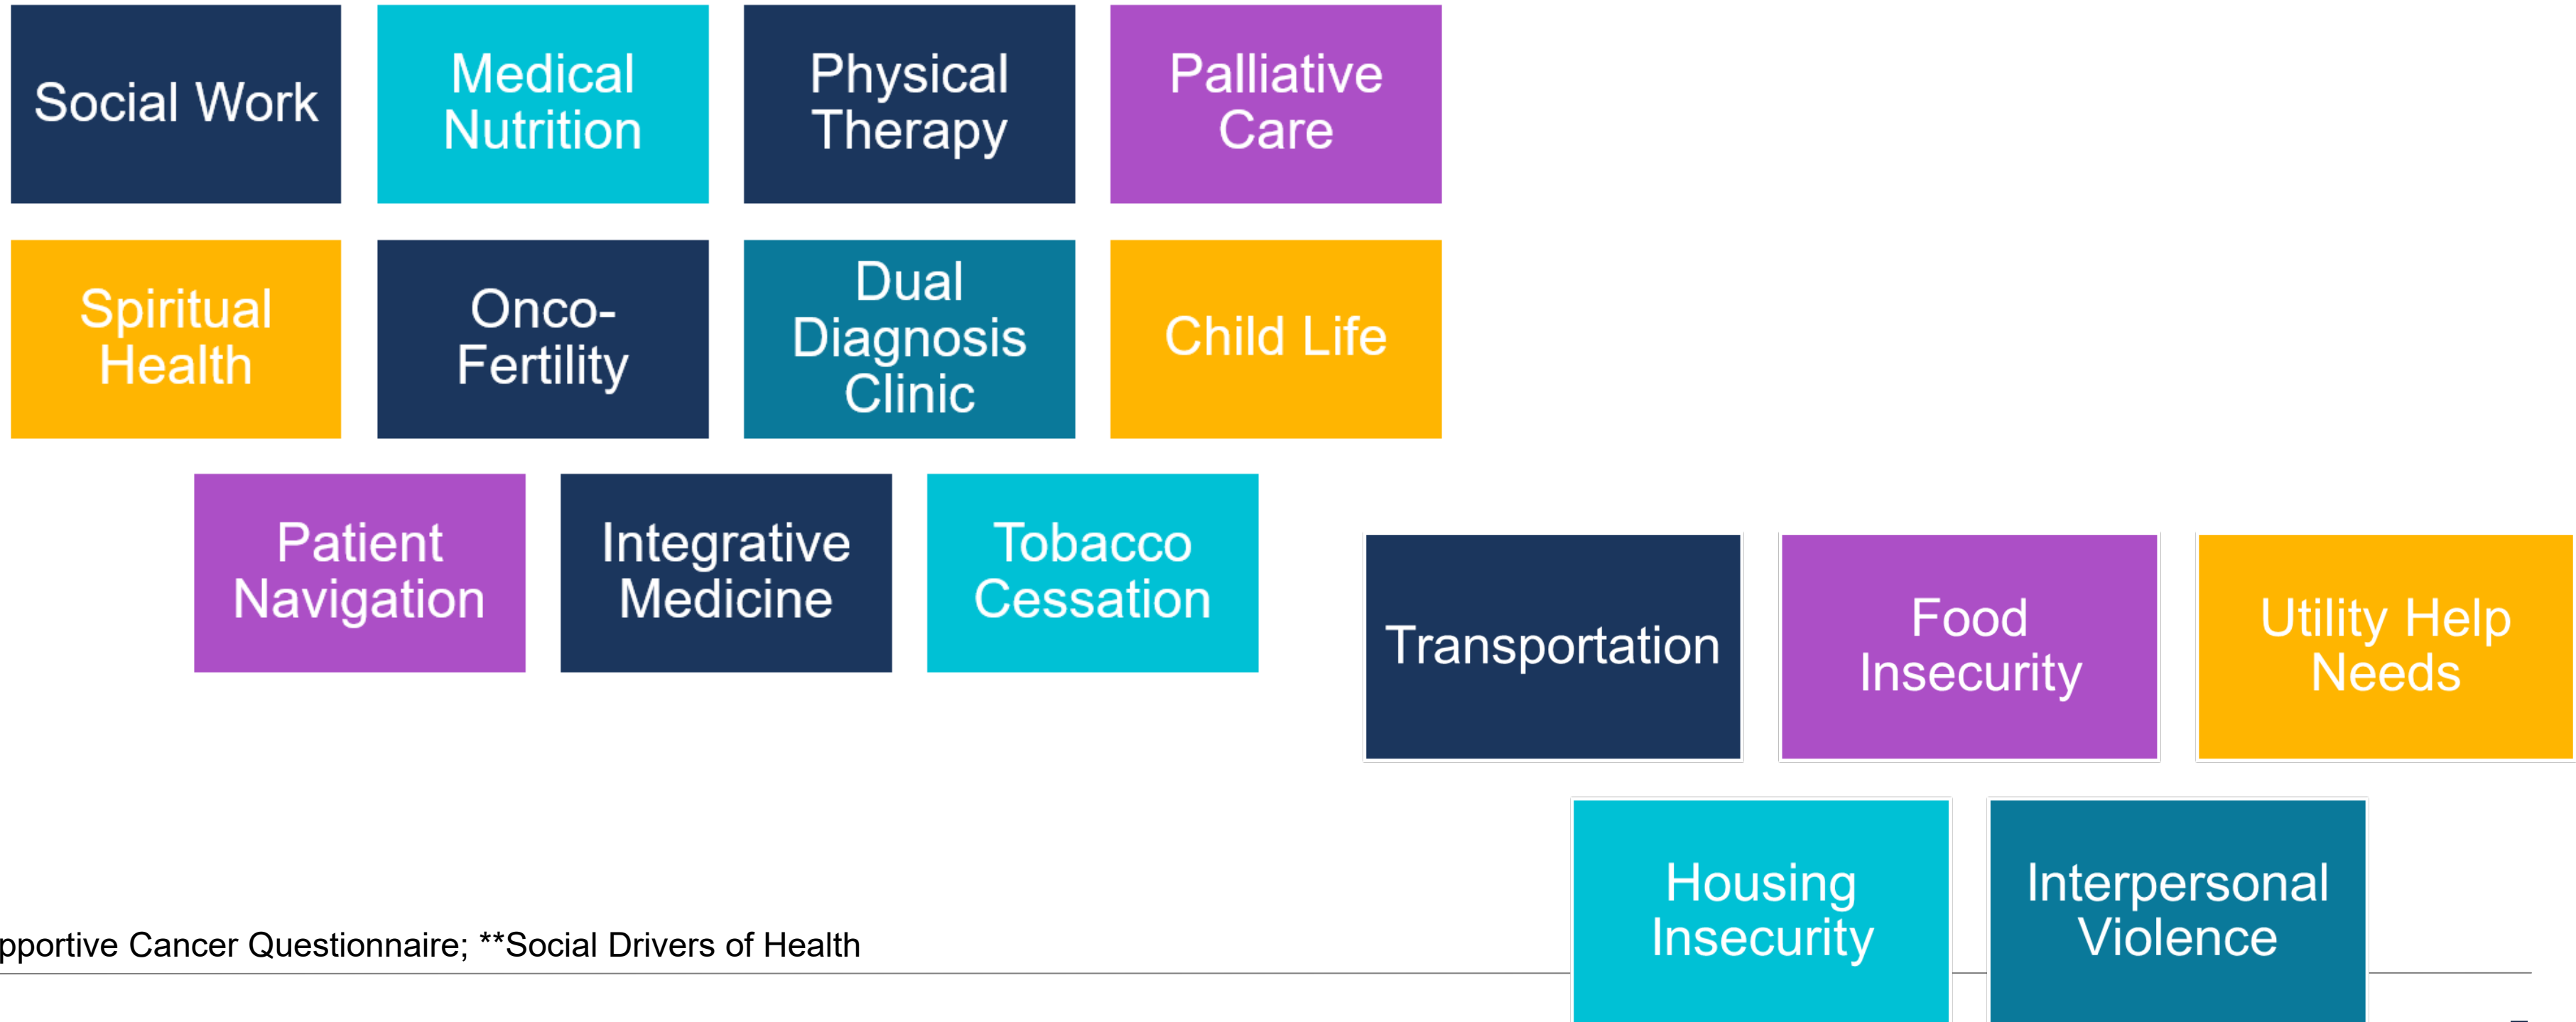 Social Work
Medical
Nutrition
Physical
Therapy
Palliative
Care
Spiritual
Health
Onco-
Fertility
Dual
Diagnosis
Clinic
Child Life
Patient
Navigation
Integrative
Medicine
Tobacco
Cessation
Transportation
Food
Insecurity
Utility Help
Needs
Housing
Insecurity
Interpersonal
Violence
pportive Cancer Questionnaire; **Social Drivers of Health